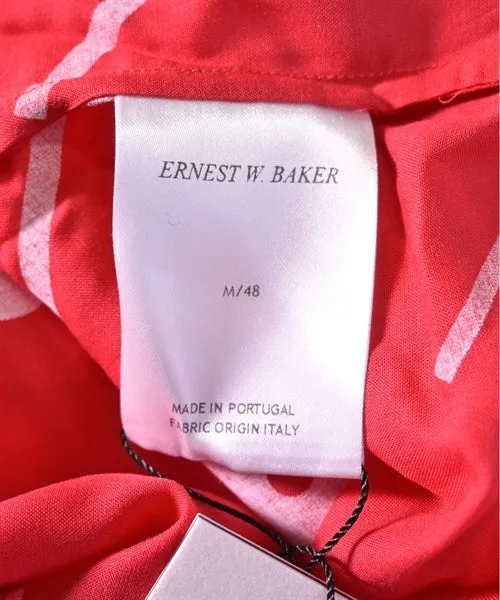 ERNEST W. BAKER
M/48
MADE IN PORTUGAL
FABRIC ORIGIN ITALY